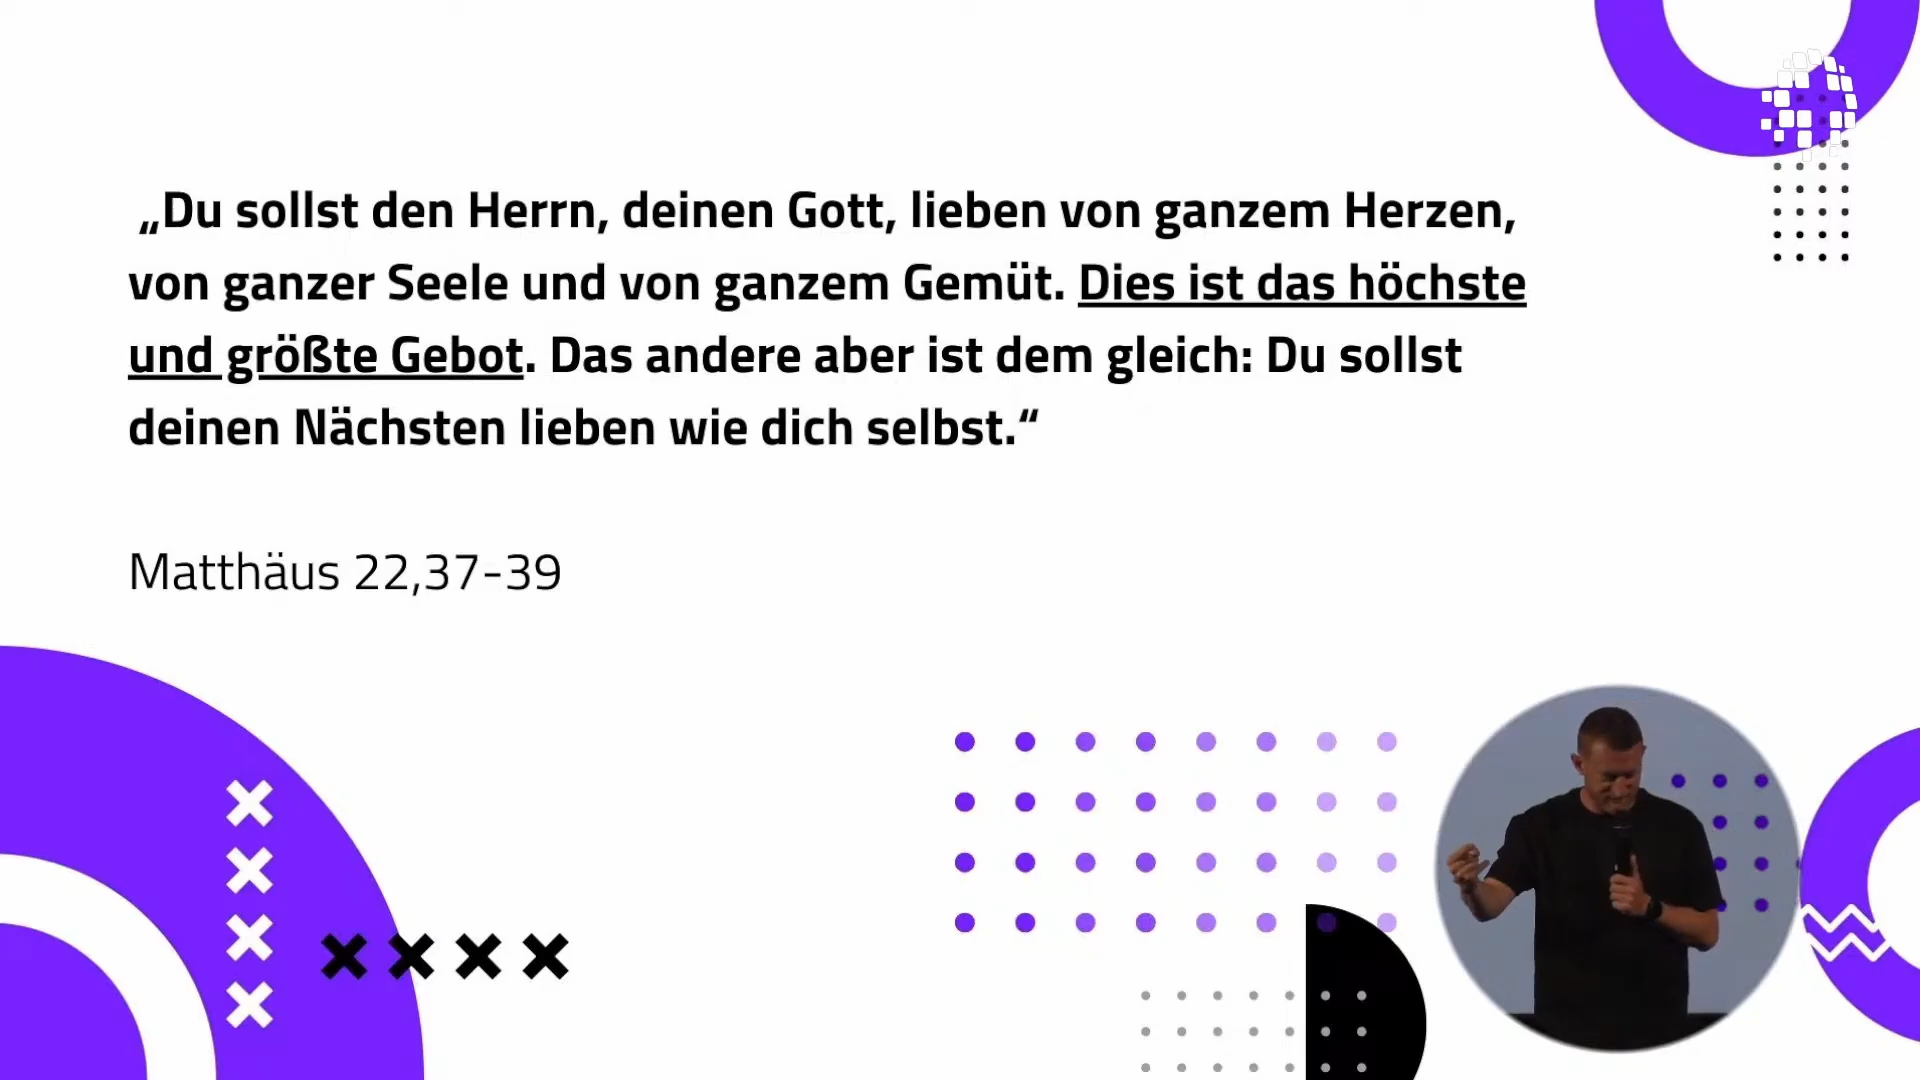 „Du sollst den Herrn, deinen Gott, lieben von ganzem Herzen,
von ganzer Seele und von ganzem Gemüt. Dies ist das höchste
und größte Gebot. Das andere aber ist dem gleich: Du sollst
deinen Nächsten lieben wie dich selbst.“
Matthäus 22,37-39